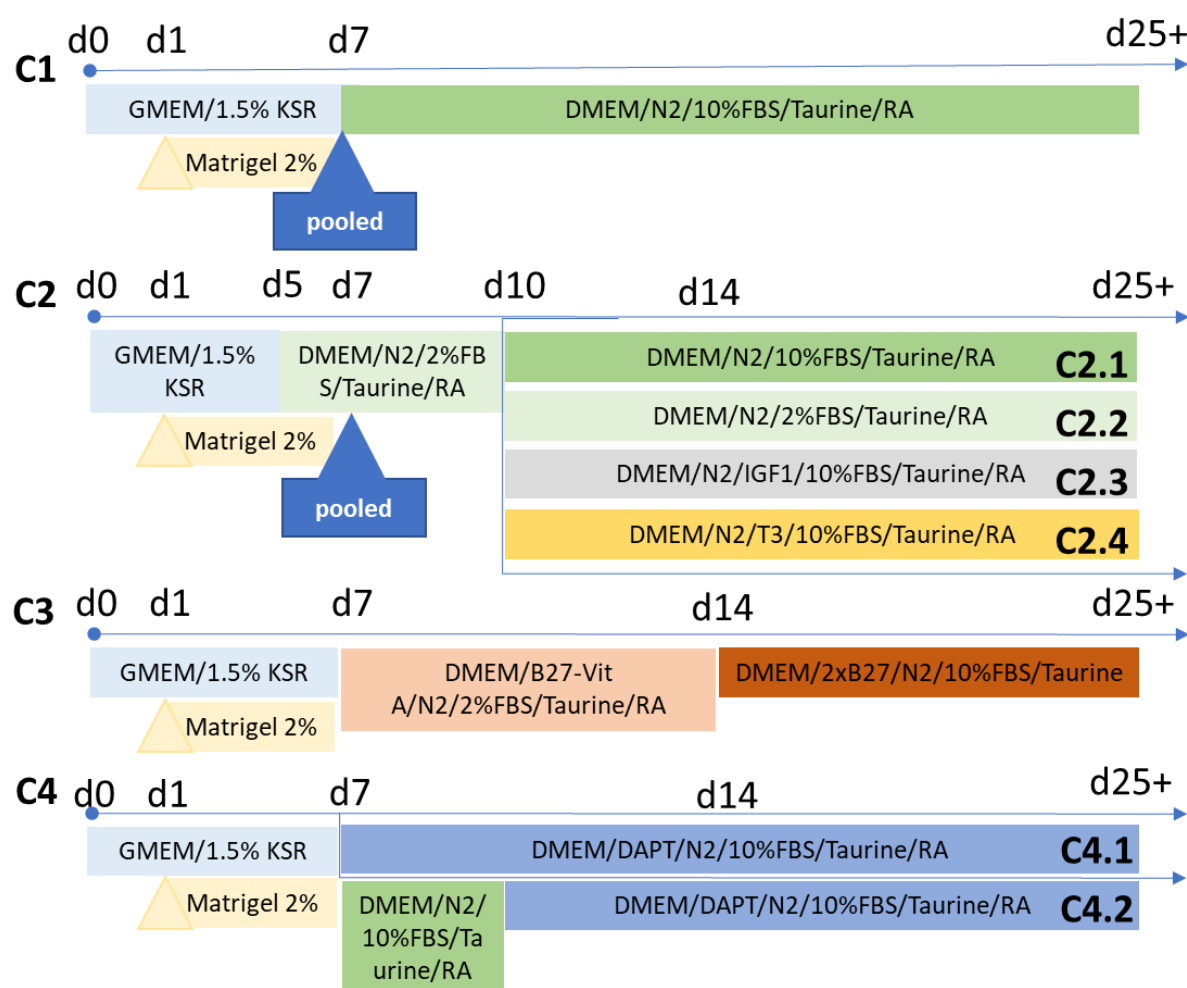 d0 d1 d7 d25+
C1
GMEM/1.5% KSR DMEM/N2/10%FBS/Taurine/RA
Matrigel 2%
pooled
C2 d0 d1 d5 d7 d10 d14 d25+
GMEM/1.5%
KSR
DMEM/N2/2%FB
S/Taurine/RA
DMEM/N2/10%FBS/Taurine/RA C2.1
DMEM/N2/2%FBS/Taurine/RA C2.2
Matrigel 2%
DMEM/N2/IGF1/10%FBS/Taurine/RA C2.3
pooled
DMEM/N2/T3/10%FBS/Taurine/RA C2.4
C3 d0 d1 d7 d14 d25+
GMEM/1.5% KSR
DMEM/B27-Vit
A/N2/2%FBS/Taurine/RA
DMEM/2xB27/N2/10%FBS/Taurine
Matrigel 2%
C4 d0 d1 d7 d14 d25+
GMEM/1.5% KSR DMEM/DAPT/N2/10%FBS/Taurine/RA C4.1
Matrigel 2%
DMEM/N2/
10%FBS/Ta
urine/RA
DMEM/DAPT/N2/10%FBS/Taurine/RA C4.2